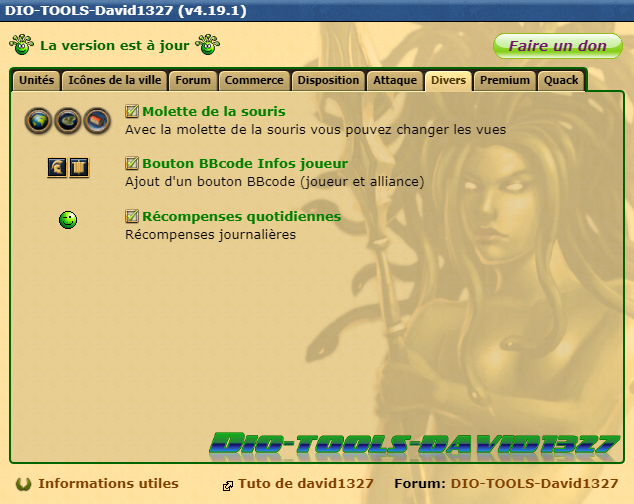 DIO-TOOLS-David1327 (v4.19.1)
La version est à jour
Faire un don
Unités Icônes de la ville Forum Commerce Disposition Attaque Divers Premium Quack
Molette de la souris
Avec la molette de la souris vous pouvez changer les vues
Bouton BBcode Infos joueur
Ajout d'un bouton BBcode (joueur et alliance)
Récompenses quotidiennes
Récompenses journalières
Dio-tools-david1327
Informations utiles
Tuto de david1327
Forum: DIO-TOOLS-David1327